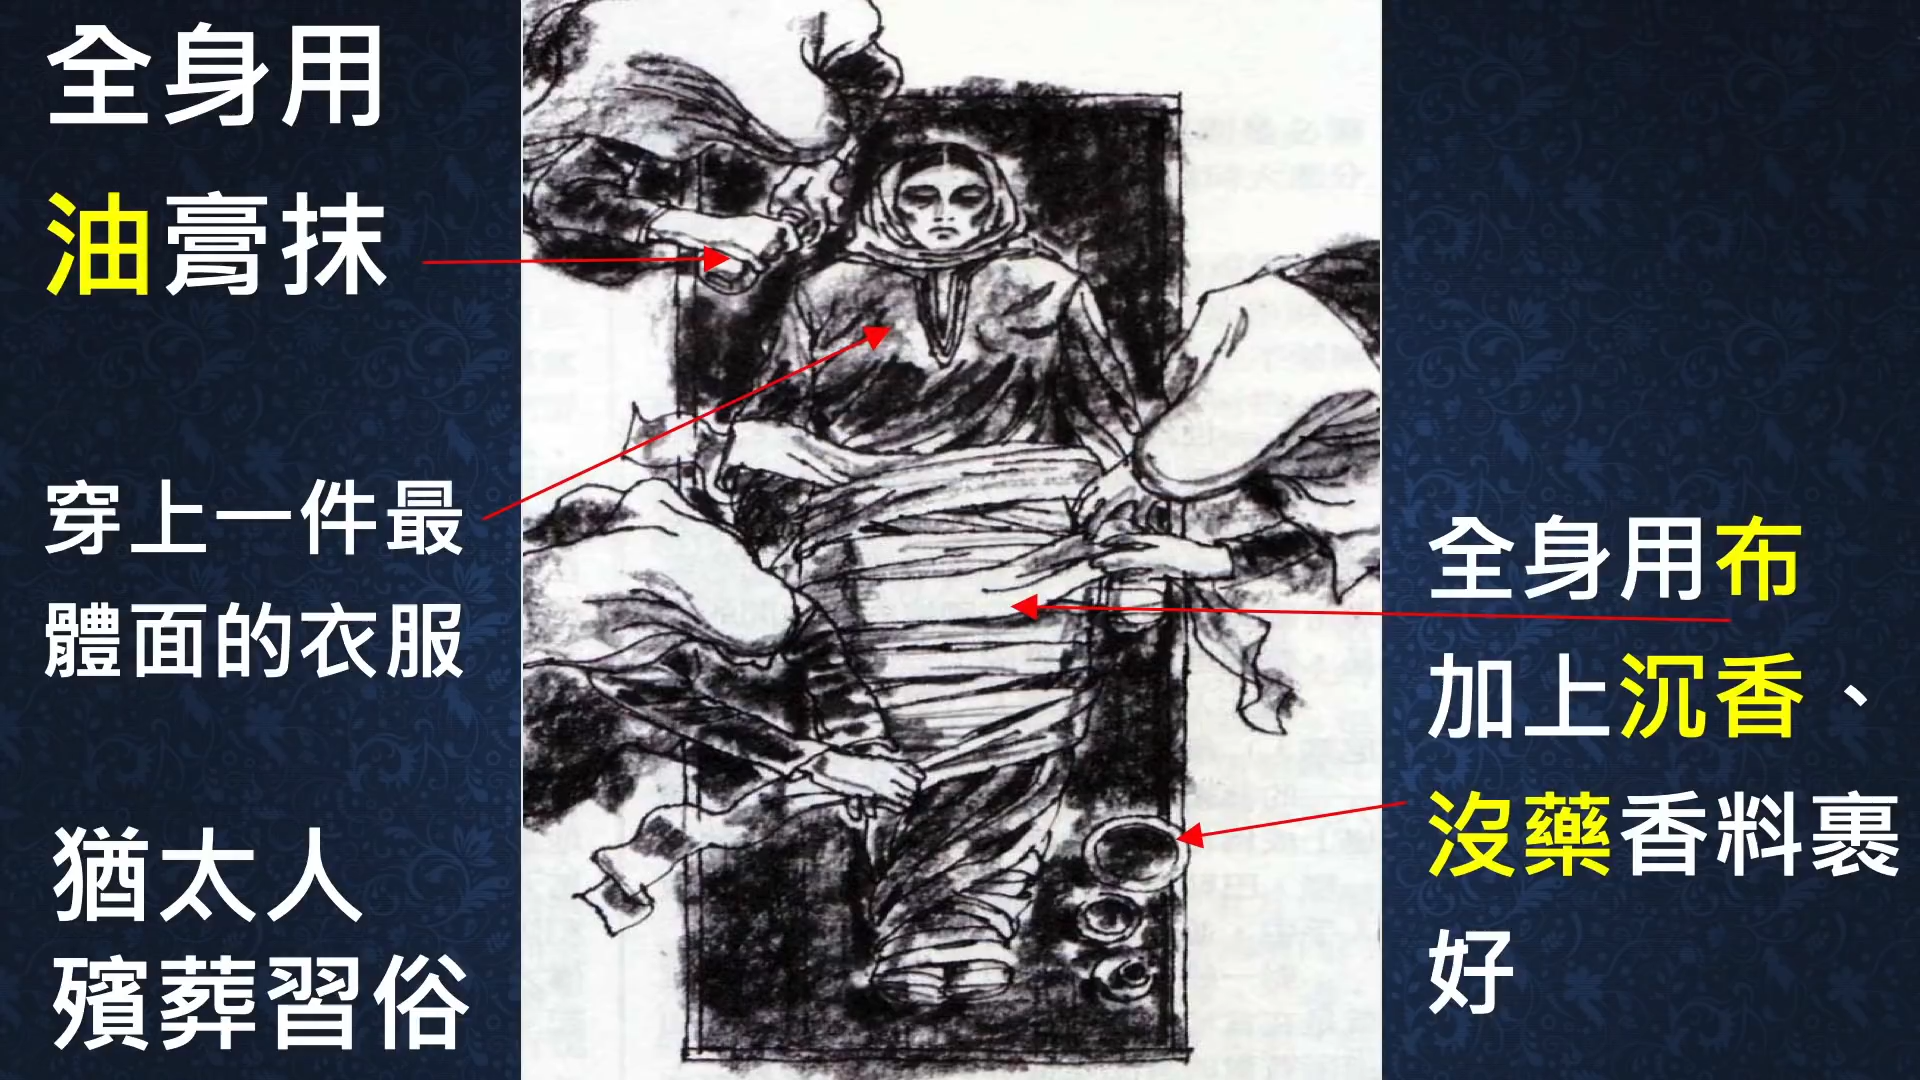 全身用
油膏抹
穿上一件最
體面的衣服
猶太人
殯葬習俗
全身用布
加上沉香、
沒藥香料裹
好